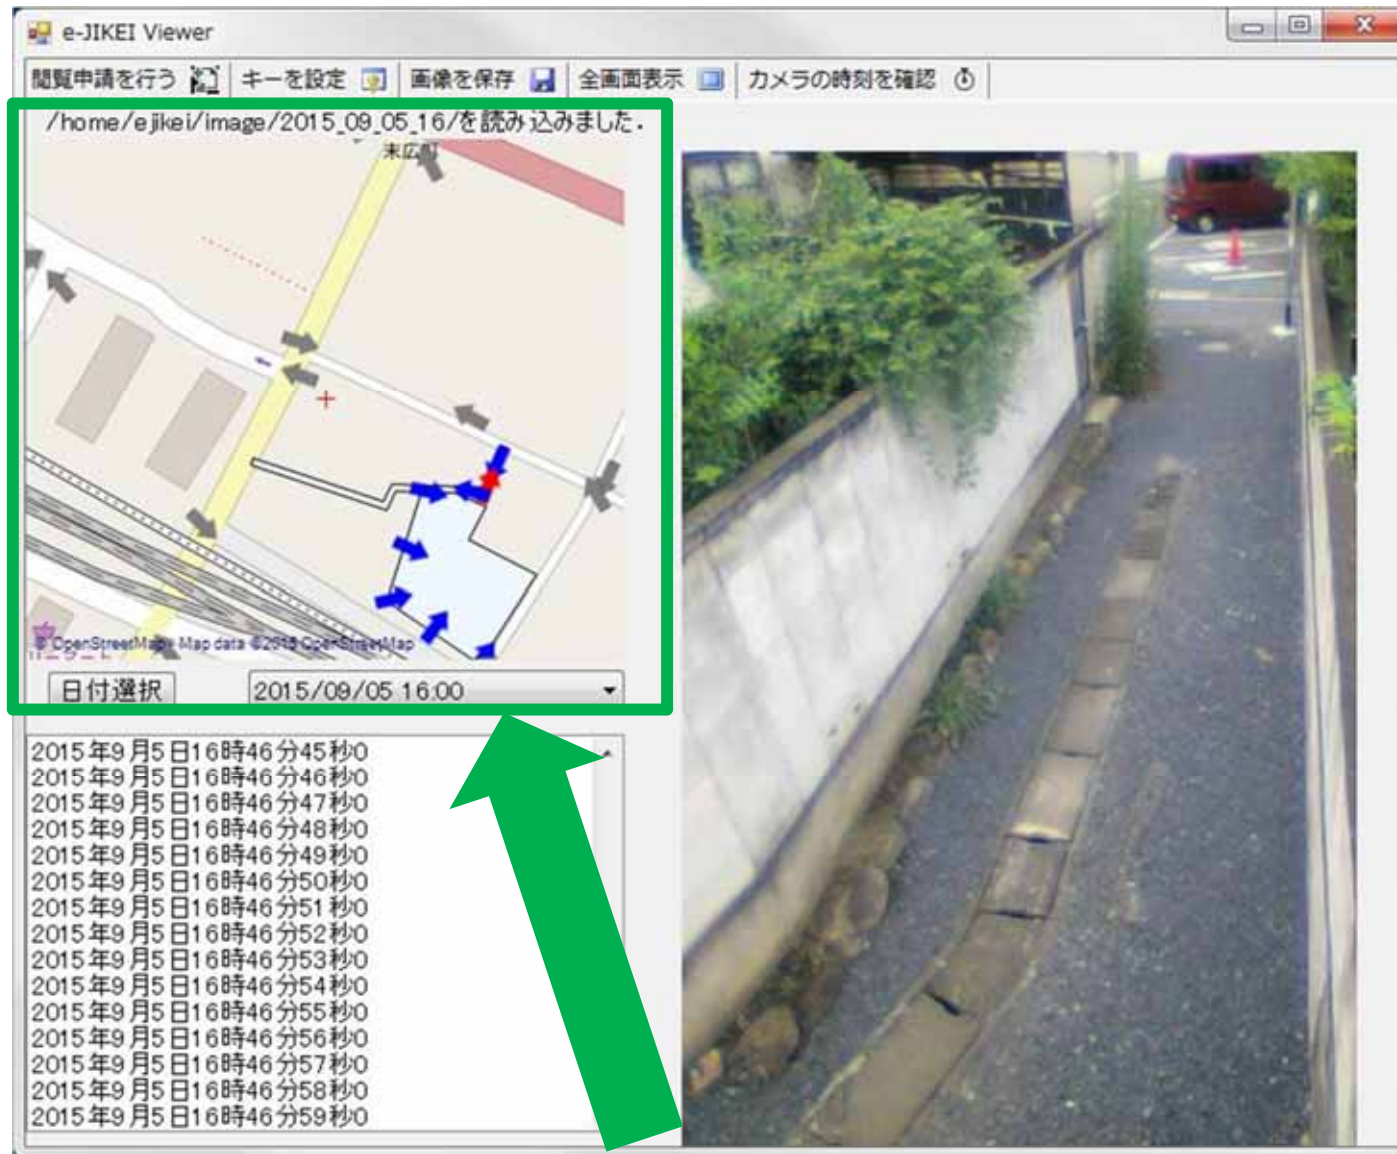 e-JIKEI Viewer
閲覧申請を行う キーを設定 画像を保存 全画面表示 カメラの時刻を確認
/home/ejikei/image/2015_09_05_16/を読み込みました.
末広町
© OpenStreetMap - Map data ©2015 OpenStreetMap
日付選択 2015/09/05 16:00
2015年9月5日16時46分45秒0
2015年9月5日16時46分46秒0
2015年9月5日16時46分47秒0
2015年9月5日16時46分48秒0
2015年9月5日16時46分49秒0
2015年9月5日16時46分50秒0
2015年9月5日16時46分51秒0
2015年9月5日16時46分52秒0
2015年9月5日16時46分53秒0
2015年9月5日16時46分54秒0
2015年9月5日16時46分55秒0
2015年9月5日16時46分56秒0
2015年9月5日16時46分57秒0
2015年9月5日16時46分58秒0
2015年9月5日16時46分59秒0